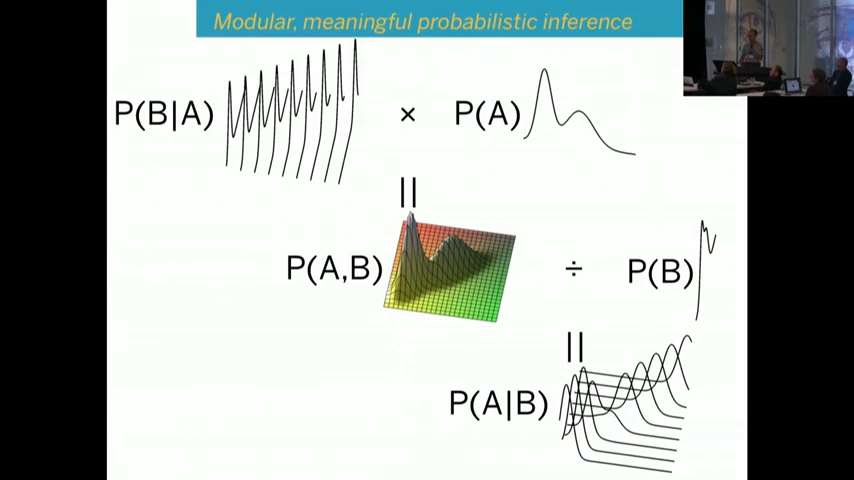 Modular, meaningful probabilistic inference
P(B|A) × P(A)
||
P(A,B) ÷ P(B)
||
P(A|B)